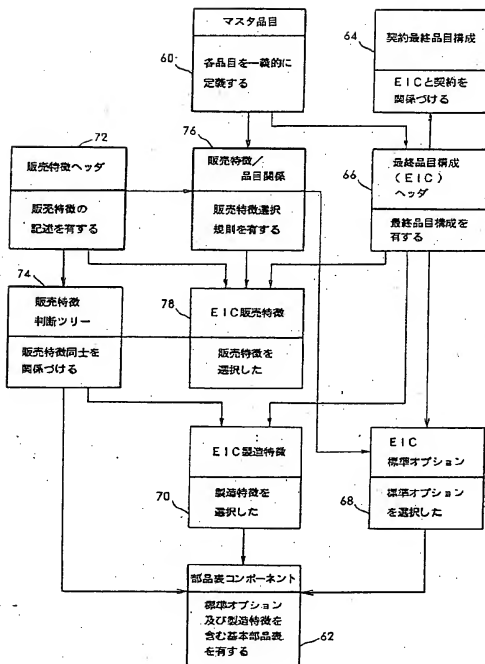 マスタ品目
60
各品目を一義的に
定義する
64
契約最終品目構成
EICと契約を
関係づける
72
販売特徴ヘッダ
販売特徴の
記述を有する
76
販売特徴/
品目関係
販売特徴選択
規則を有する
66
最終品目構成
(EIC)
ヘッダ
最終品目構成を
有する
74
販売特徴
判断ツリー
販売特徴同士を
関係づける
78
EIC販売特徴
販売特徴を
選択した
EIC製造特徴
70
製造特徴を
選択した
EIC
標準オプション
68
標準オプション
を選択した
部品表コンポーネント
標準オプション
及び製造特徴を
含む基本部品表
を有する
62